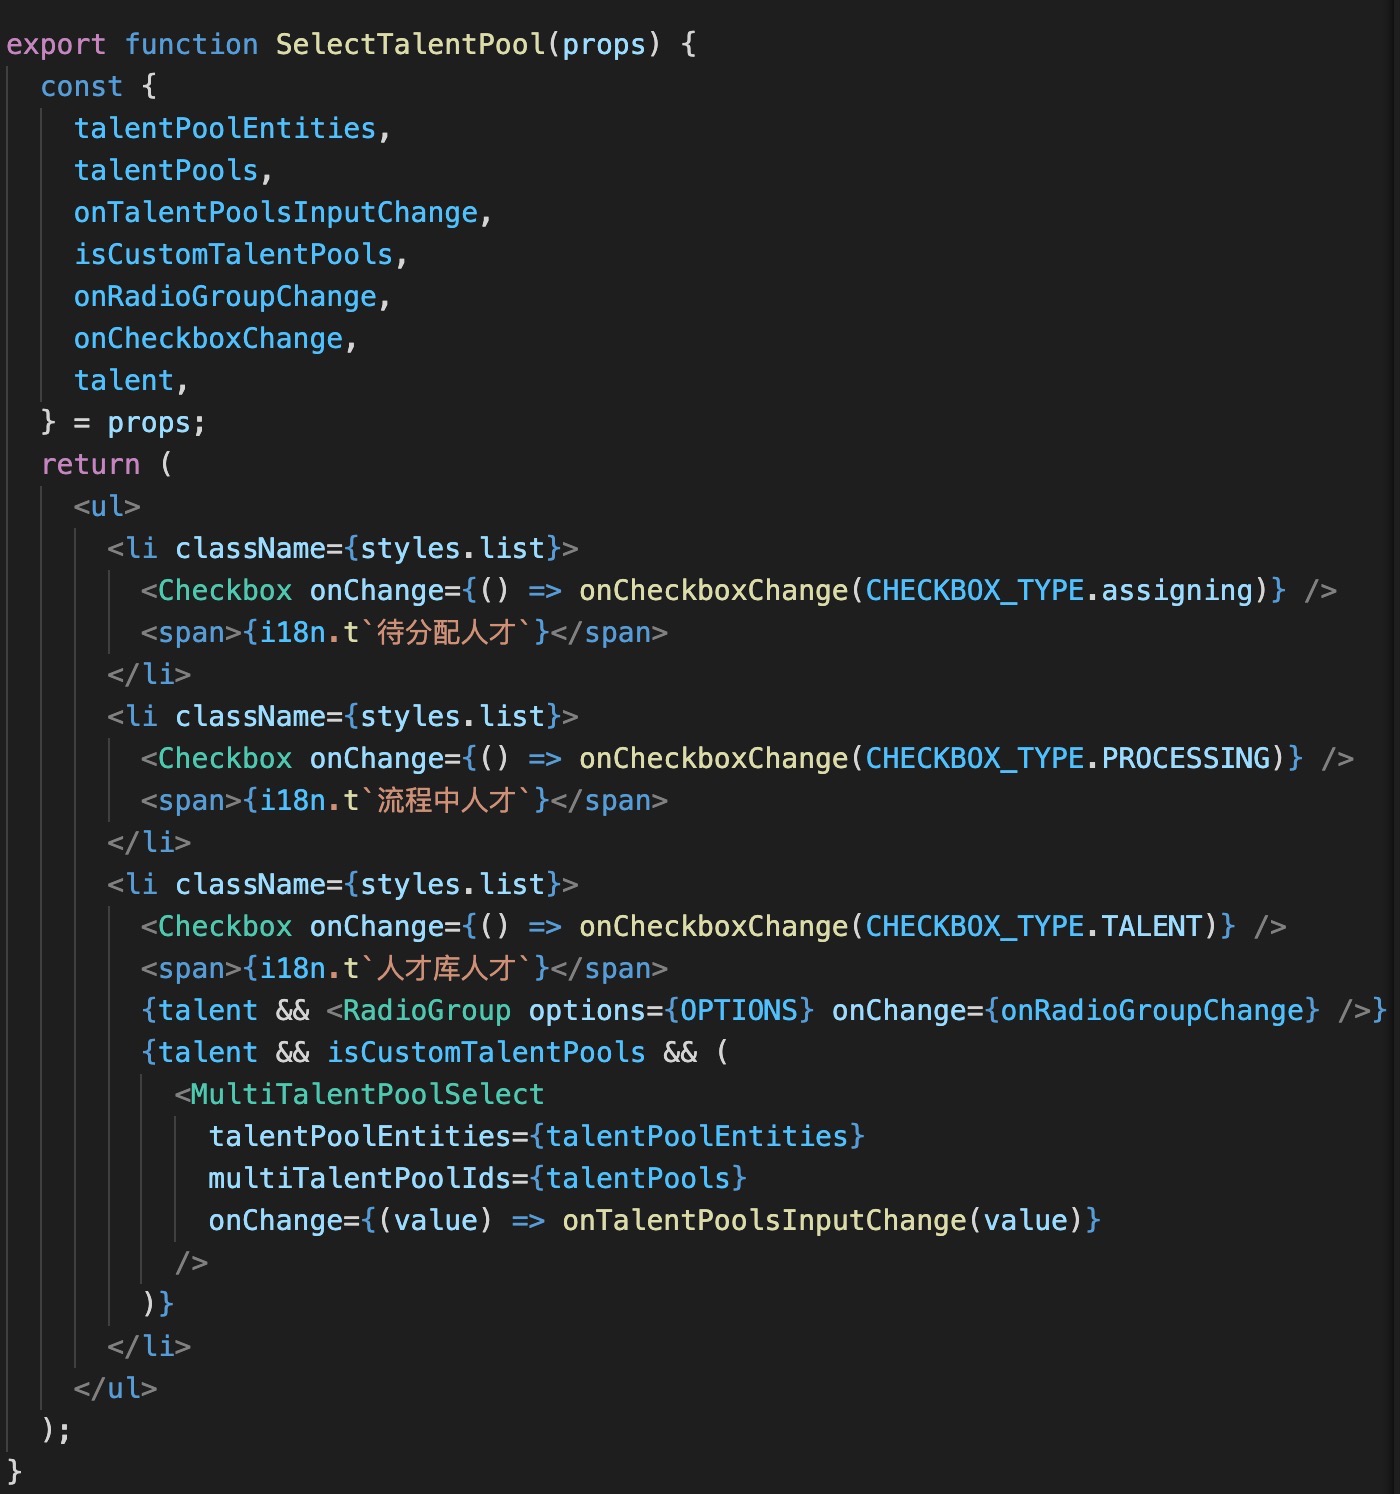 export function SelectTalentPool(props) {
  const {
    talentPoolEntities,
    talentPools,
    onTalentPoolsInputChange,
    isCustomTalentPools,
    onRadioGroupChange,
    onCheckboxChange,
    talent,
  } = props;
  return (
    <ul>
      <li className={styles.list}>
        <Checkbox onChange={() => onCheckboxChange(CHECKBOX_TYPE.assigning)} />
        <span>{i18n.t`待分配人才`}</span>
      </li>
      <li className={styles.list}>
        <Checkbox onChange={() => onCheckboxChange(CHECKBOX_TYPE.PROCESSING)} />
        <span>{i18n.t`流程中人才`}</span>
      </li>
      <li className={styles.list}>
        <Checkbox onChange={() => onCheckboxChange(CHECKBOX_TYPE.TALENT)} />
        <span>{i18n.t`人才库人才`}</span>
        {talent && <RadioGroup options={OPTIONS} onChange={onRadioGroupChange} />}
        {talent && isCustomTalentPools && (
          <MultiTalentPoolSelect
            talentPoolEntities={talentPoolEntities}
            multiTalentPoolIds={talentPools}
            onChange={(value) => onTalentPoolsInputChange(value)}
          />
        )}
      </li>
    </ul>
  );
}